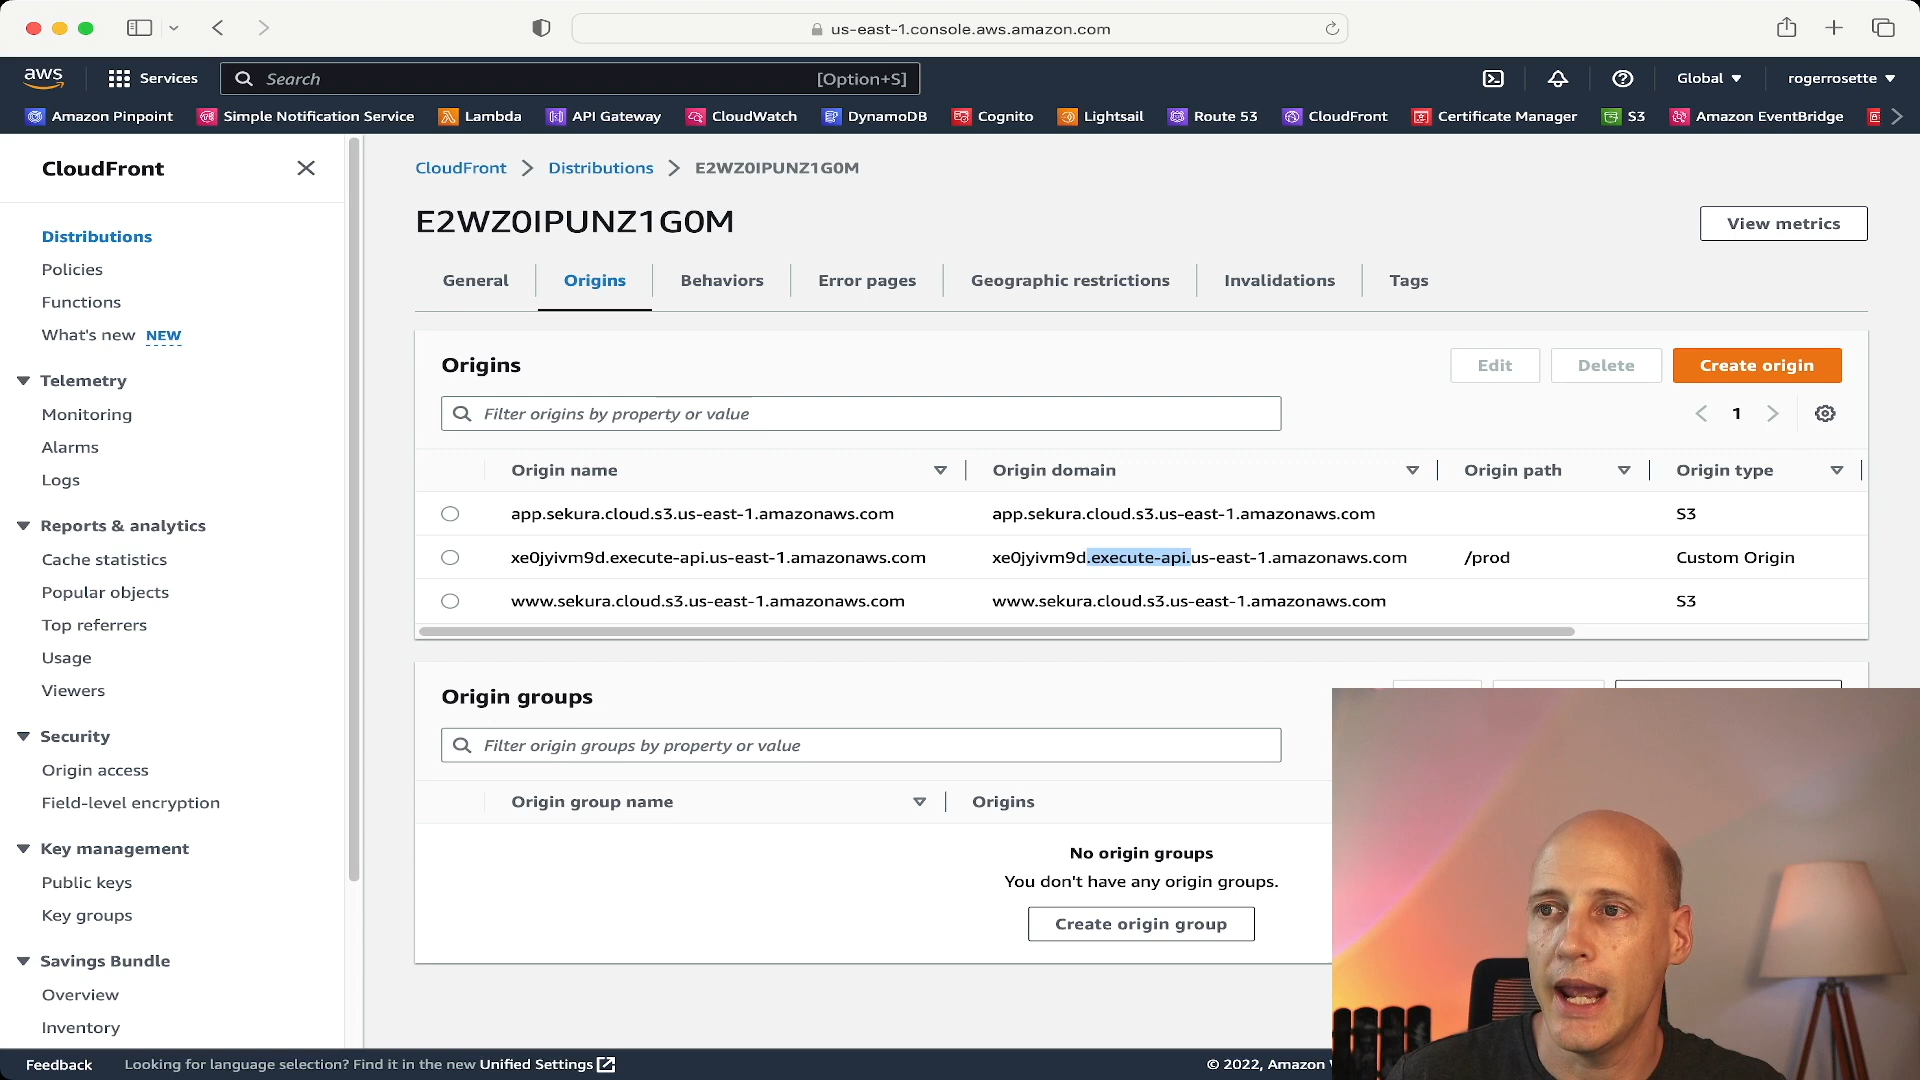 us-east-1.console.aws.amazon.com
aws
Services
Search
[Option+S]
Global
rogerrosette
Amazon Pinpoint
Simple Notification Service
Lambda
API Gateway
CloudWatch
DynamoDB
Cognito
Lightsail
Route 53
CloudFront
Certificate Manager
S3
Amazon EventBridge
CloudFront
Distributions
Policies
Functions
What's new NEW
Telemetry
Monitoring
Alarms
Logs
Reports & analytics
Cache statistics
Popular objects
Top referrers
Usage
Viewers
Security
Origin access
Field-level encryption
Key management
Public keys
Key groups
Savings Bundle
Overview
Inventory
CloudFront > Distributions > E2WZ0IPUNZ1G0M
E2WZ0IPUNZ1G0M
View metrics
General
Origins
Behaviors
Error pages
Geographic restrictions
Invalidations
Tags
Origins
Edit
Delete
Create origin
Filter origins by property or value
1
Origin name
Origin domain
Origin path
Origin type
app.sekura.cloud.s3.us-east-1.amazonaws.com
app.sekura.cloud.s3.us-east-1.amazonaws.com
S3
xe0jyivm9d.execute-api.us-east-1.amazonaws.com
xe0jyivm9d.execute-api.us-east-1.amazonaws.com
/prod
Custom Origin
www.sekura.cloud.s3.us-east-1.amazonaws.com
www.sekura.cloud.s3.us-east-1.amazonaws.com
S3
Origin groups
Filter origin groups by property or value
Origin group name
Origins
No origin groups
You don't have any origin groups.
Create origin group
Feedback
Looking for language selection? Find it in the new Unified Settings
© 2022, Amazon